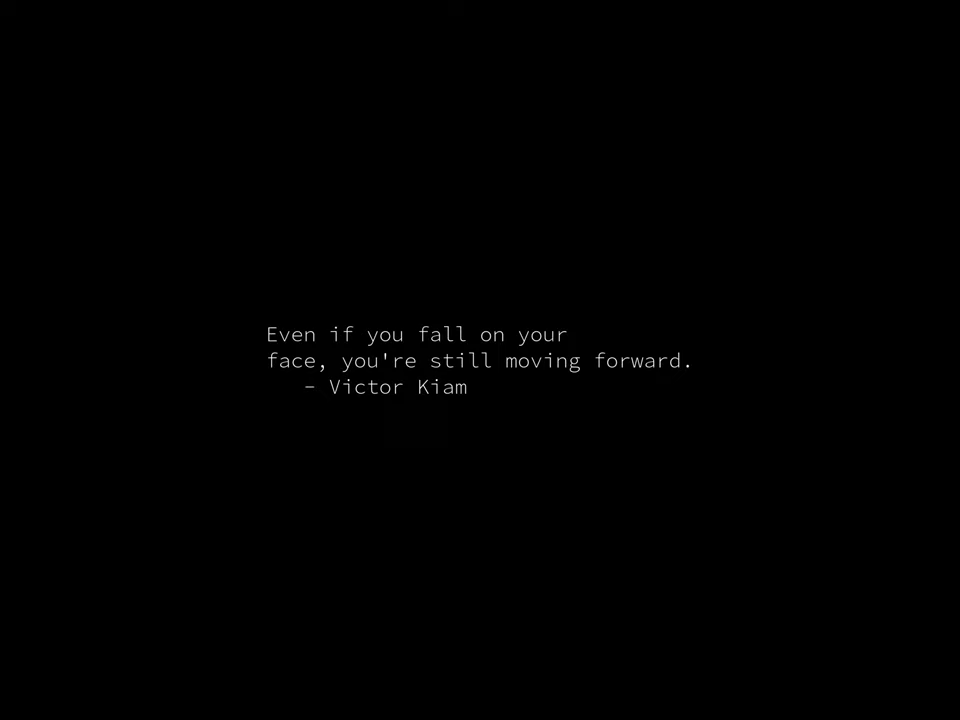 Even if you fall on your
face, you're still moving forward.
– Victor Kiam